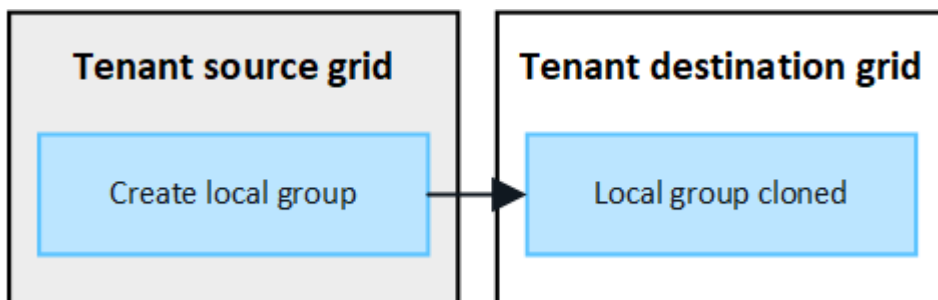 Tenant source grid
Create local group
Tenant destination grid
Local group cloned